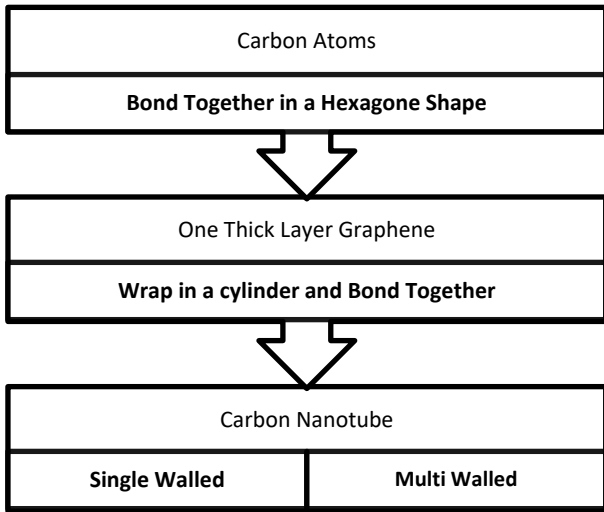 Carbon Atoms
Bond Together in a Hexagone Shape
One Thick Layer Graphene
Wrap in a cylinder and Bond Together
Carbon Nanotube
Single Walled
Multi Walled